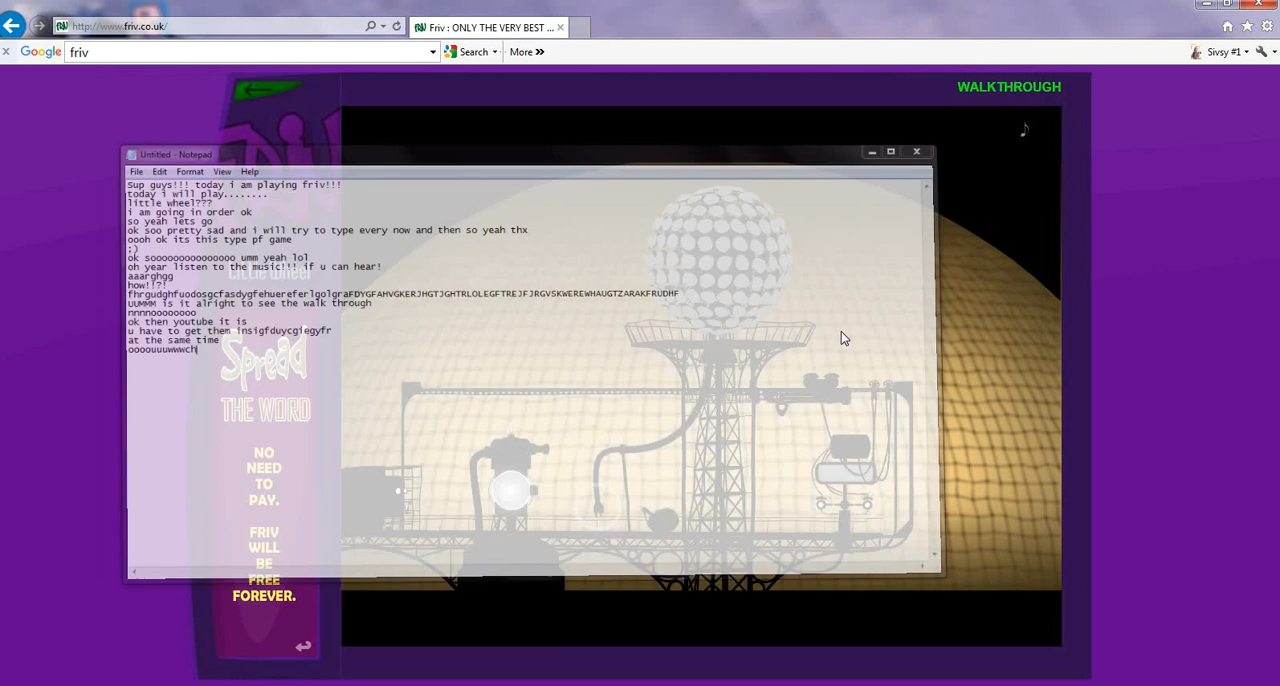 http://www.friv.co.uk/
Friv : ONLY THE VERY BEST ...
Google
friv
Search
More »
Sivsy #1
WALKTHROUGH
Untitled - Notepad
File Edit Format View Help
Sup guys!!! today i am playing friv!!!
today i will play........
little wheel???
i am going in order ok
so yeah lets go
ok soo pretty sad and i will try to type every now and then so yeah thx
oooh ok its this type pf game
;)
ok sooooooooooooooo umm yeah lol
oh year listen to the music!!! if u can hear!
aaarghgg
how!!?!
fhrgudghfuodosgcfasdygfehuereferlgolgraFDYGFAHVGKERJHGTJGHTRLOLEGFTREJFJRGVSKWEREWHAUGTZARAKFRUDHF
UUMMM is it alright to see the walk through
nnnnoooooooo
ok then youtube it is
u have to get them insigfduycgiegyfr
at the same time
oooouuuwwwch
Little Wheel
Spread
THE WORD
NO
NEED
TO
PAY.
FRIV
WILL
BE
FREE
FOREVER.